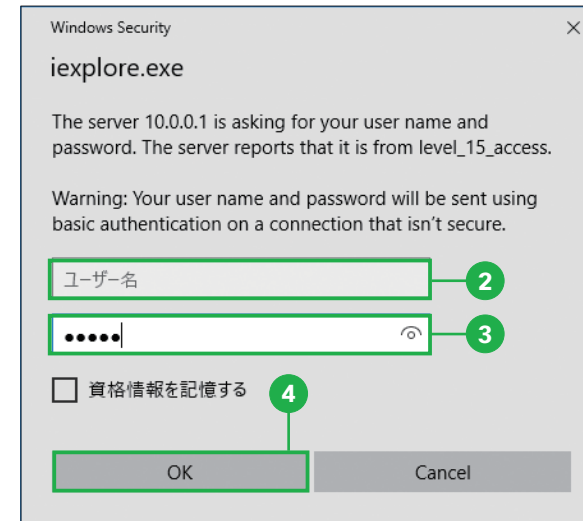 Windows Security
iexplore.exe
The server 10.0.0.1 is asking for your user name and
password. The server reports that it is from level_15_access.
Warning: Your user name and password will be sent using
basic authentication on a connection that isn't secure.
ユーザー名
2
●●●●●
3
資格情報を記憶する
4
OK
Cancel